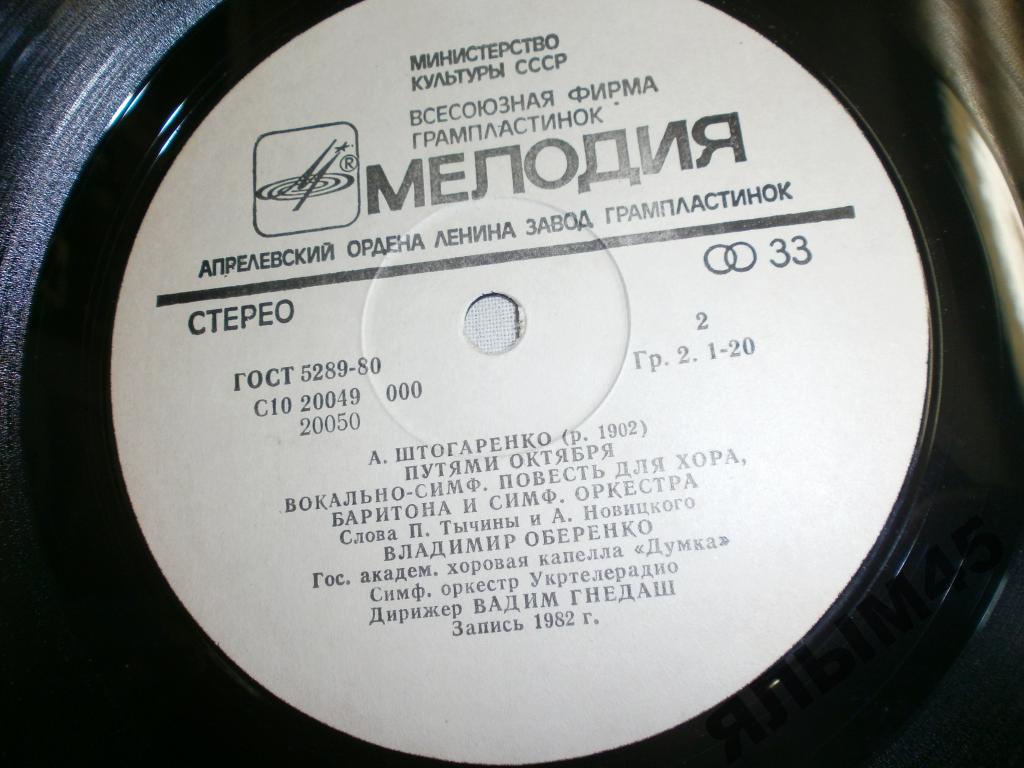 МИНИСТЕРСТВО
КУЛЬТУРЫ СССР
ВСЕСОЮЗНАЯ ФИРМА
ГРАМПЛАСТИНОК
® МЕЛОДИЯ
АПРЕЛЕВСКИЙ ОРДЕНА ЛЕНИНА ЗАВОД ГРАМПЛАСТИНОК
СТЕРЕО
33
ГОСТ 5289-80
2
С10 20049 000
Гр. 2. 1-20
20050
А. ШТОГАРЕНКО (р. 1902)
ПУТЯМИ ОКТЯБРЯ
ВОКАЛЬНО-СИМФ. ПОВЕСТЬ ДЛЯ ХОРА,
БАРИТОНА И СИМФ. ОРКЕСТРА
Слова П. Тычины и А. Новицкого
ВЛАДИМИР ОБЕРЕНКО
Гос. академ. хоровая капелла «Думка»
Симф. оркестр Укртелерадио
Дирижер ВАДИМ ГНЕДАШ
Запись 1982 г.
ЯЛЫМ45